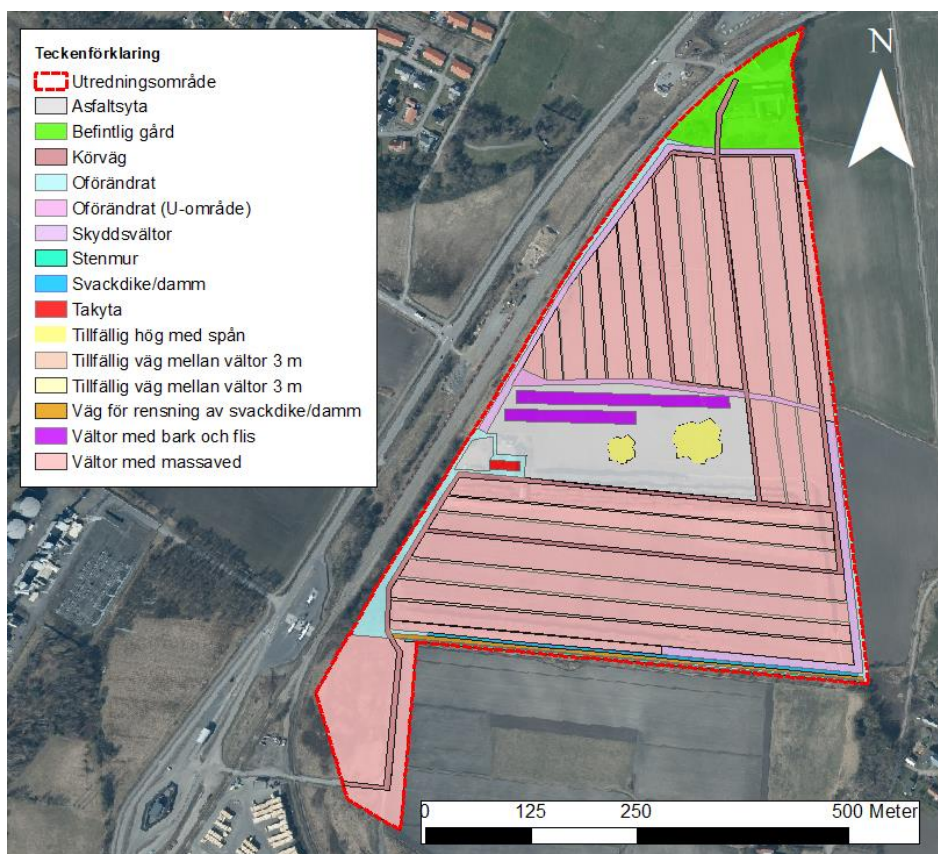 Teckenförklaring
Utredningsområde
Asfaltsyta
Befintlig gård
Körväg
Oförändrat
Oförändrat (U-område)
Skyddsvältor
Stenmur
Svackdike/damm
Takyta
Tillfällig hög med spån
Tillfällig väg mellan vältor 3 m
Tillfällig väg mellan vältor 3 m
Väg för rensning av svackdike/damm
Vältor med bark och flis
Vältor med massaved
N
0 125 250 500 Meter